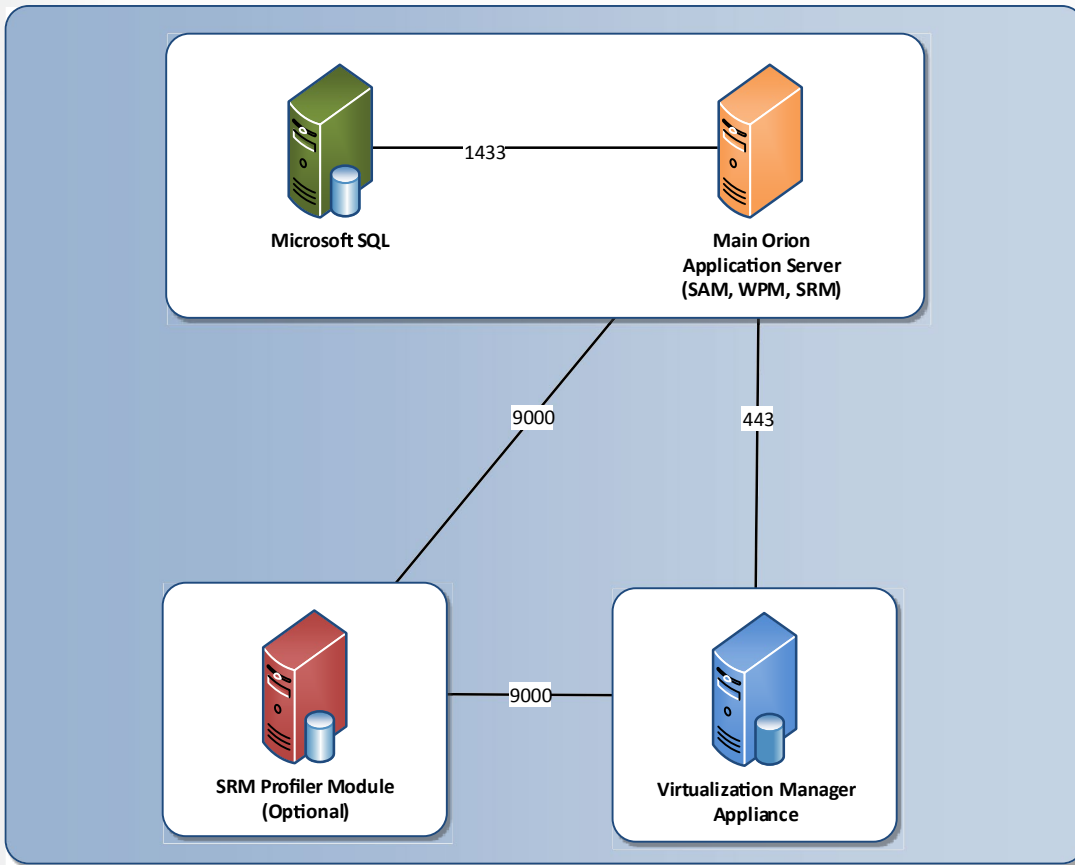 1433
Microsoft SQL
Main Orion
Application Server
(SAM, WPM, SRM)
9000
443
9000
SRM Profiler Module
(Optional)
Virtualization Manager
Appliance